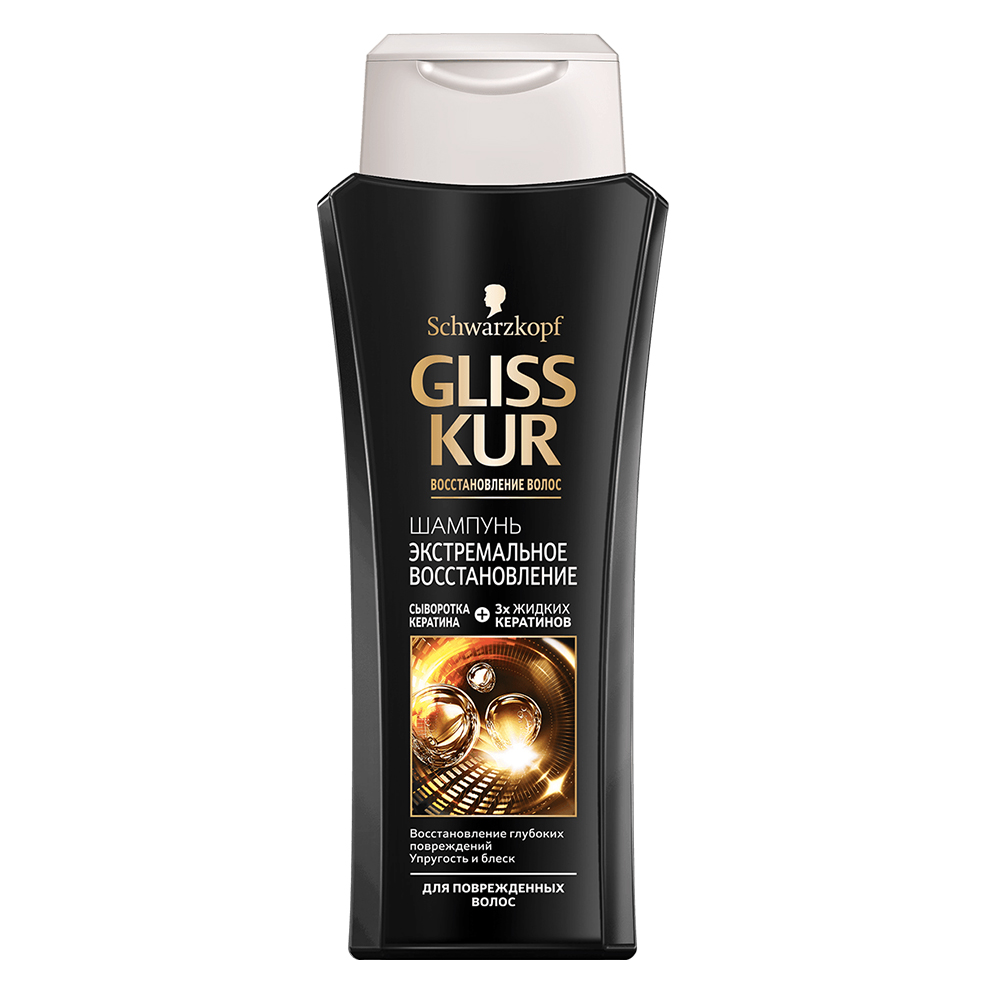 Schwarzkopf
GLISS
KUR
ВОССТАНОВЛЕНИЕ ВОЛОС
ШАМПУНЬ
ЭКСТРЕМАЛЬНОЕ
ВОССТАНОВЛЕНИЕ
СЫВОРОТКА
КЕРАТИНА
+
3x ЖИДКИХ
КЕРАТИНОВ
Восстановление глубоких
повреждений
Упругость и блеск
ДЛЯ ПОВРЕЖДЕННЫХ
ВОЛОС